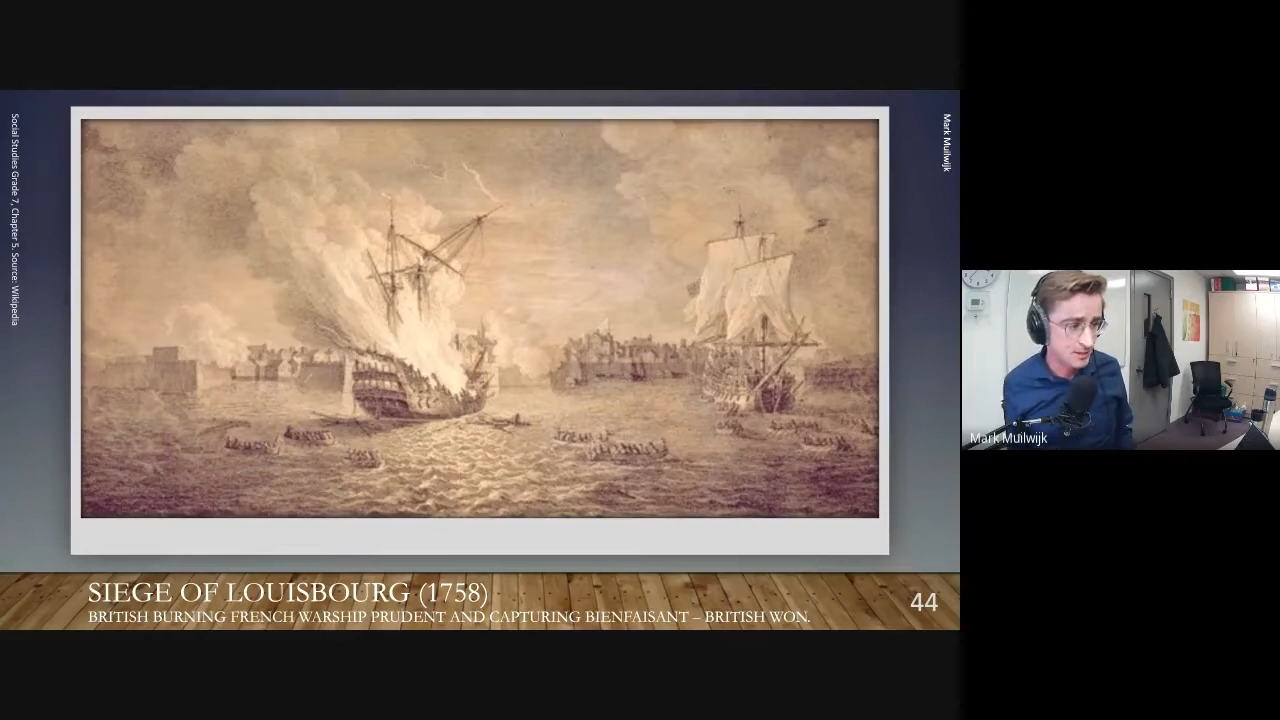 Social Studies Grade 7, Chapter 5. Source: Wikipedia
Mark Muilwijk
SIEGE OF LOUISBOURG (1758)
BRITISH BURNING FRENCH WARSHIP PRUDENT AND CAPTURING BIENFAISANT – BRITISH WON.
44
Mark Muilwijk